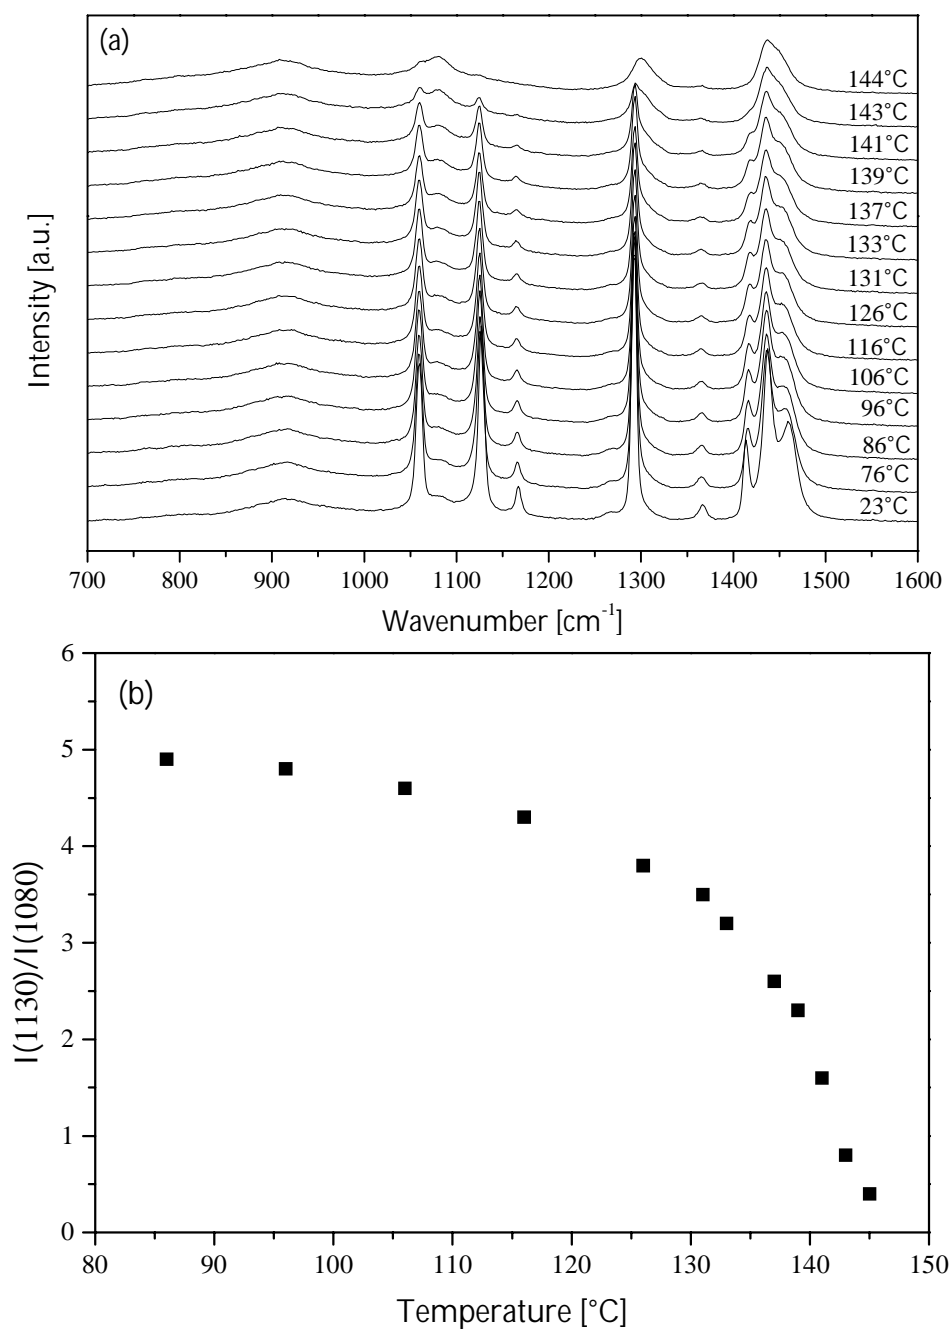 (a)
144°C
143°C
141°C
139°C
137°C
133°C
131°C
126°C
116°C
106°C
96°C
86°C
76°C
23°C
Intensity [a.u.]
700 800 900 1000 1100 1200 1300 1400 1500 1600
Wavenumber [cm-1]
(b)
6
5
4
3
2
1
0
I(1130)/I(1080)
80 90 100 110 120 130 140 150
Temperature [°C]